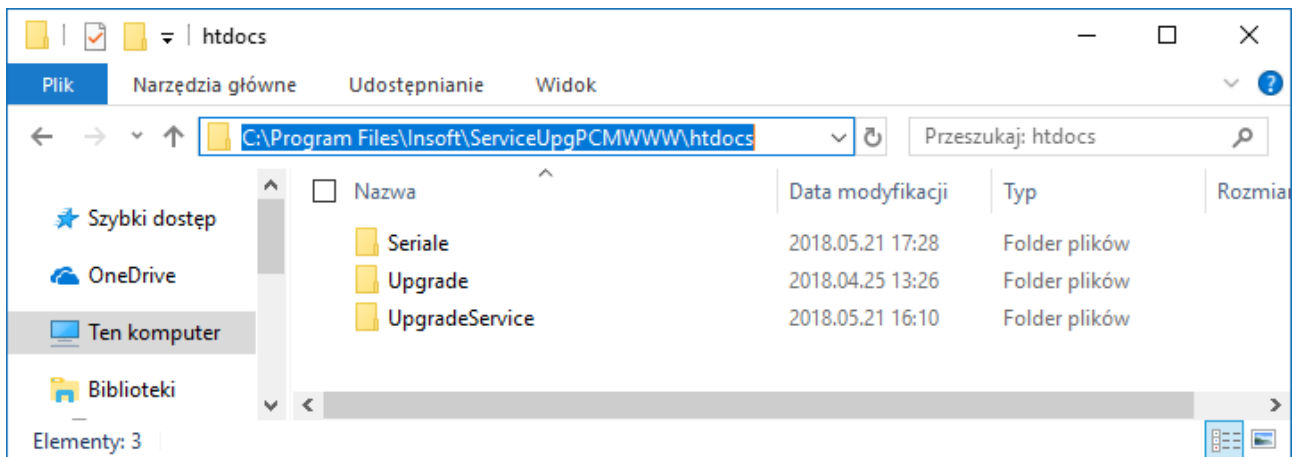 htdocs
Plik Narzędzia główne Udostępnianie Widok
C:\Program Files\Insoft\ServiceUpgPCMWWW\htdocs Przeszukaj: htdocs
Nazwa Data modyfikacji Typ Rozmia
Szybki dostęp
Seriale 2018.05.21 17:28 Folder plików
OneDrive
Upgrade 2018.04.25 13:26 Folder plików
UpgradeService 2018.05.21 16:10 Folder plików
Ten komputer
Biblioteki
Elementy: 3